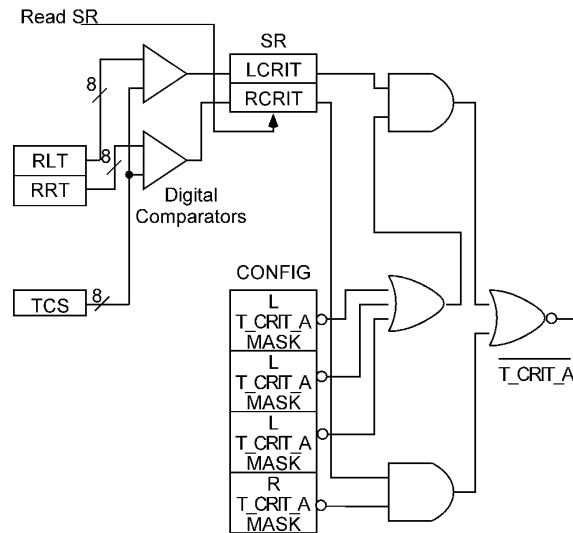 Read SR
SR
LCRIT
RCRIT
8
8
RLT
RRT
Digital
Comparators
TCS
8
CONFIG
L
T_CRIT_A
MASK
L
T_CRIT_A
MASK
L
T_CRIT_A
MASK
R
T_CRIT_A
MASK
T_CRIT_A